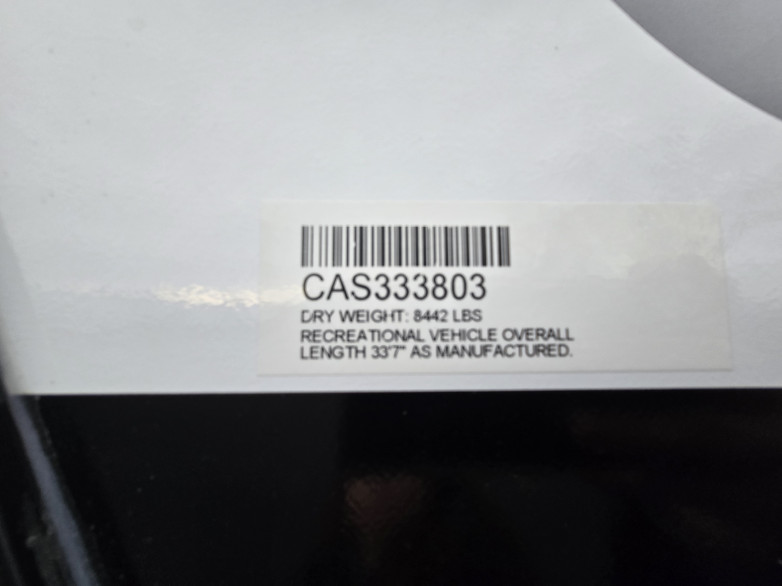 CAS333803
DRY WEIGHT: 8442 LBS
RECREATIONAL VEHICLE OVERALL
LENGTH 33'7" AS MANUFACTURED.